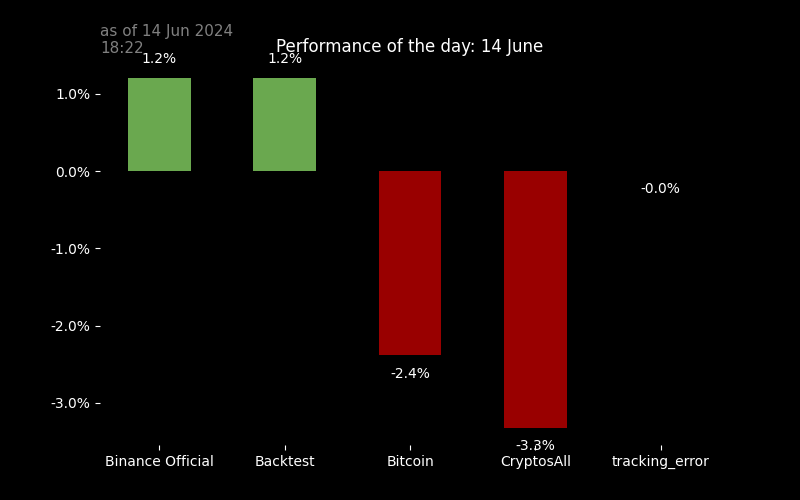 as of 14 Jun 2024
18:22
Performance of the day: 14 June
1.2%
1.2%
1.0%
0.0%
-0.0%
-1.0%
-2.0%
-2.4%
-3.0%
-3.3%
Binance Official
Backtest
Bitcoin
CryptosAll
tracking_error